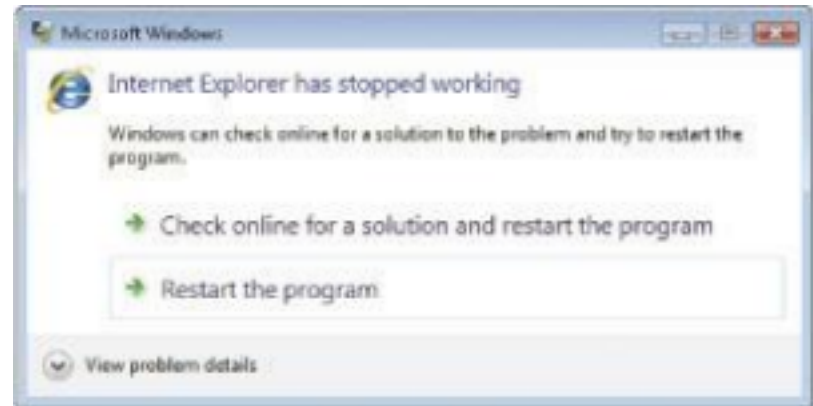 Microsoft Windows
Internet Explorer has stopped working
Windows can check online for a solution to the problem and try to restart the
program.
Check online for a solution and restart the program
Restart the program
View problem details